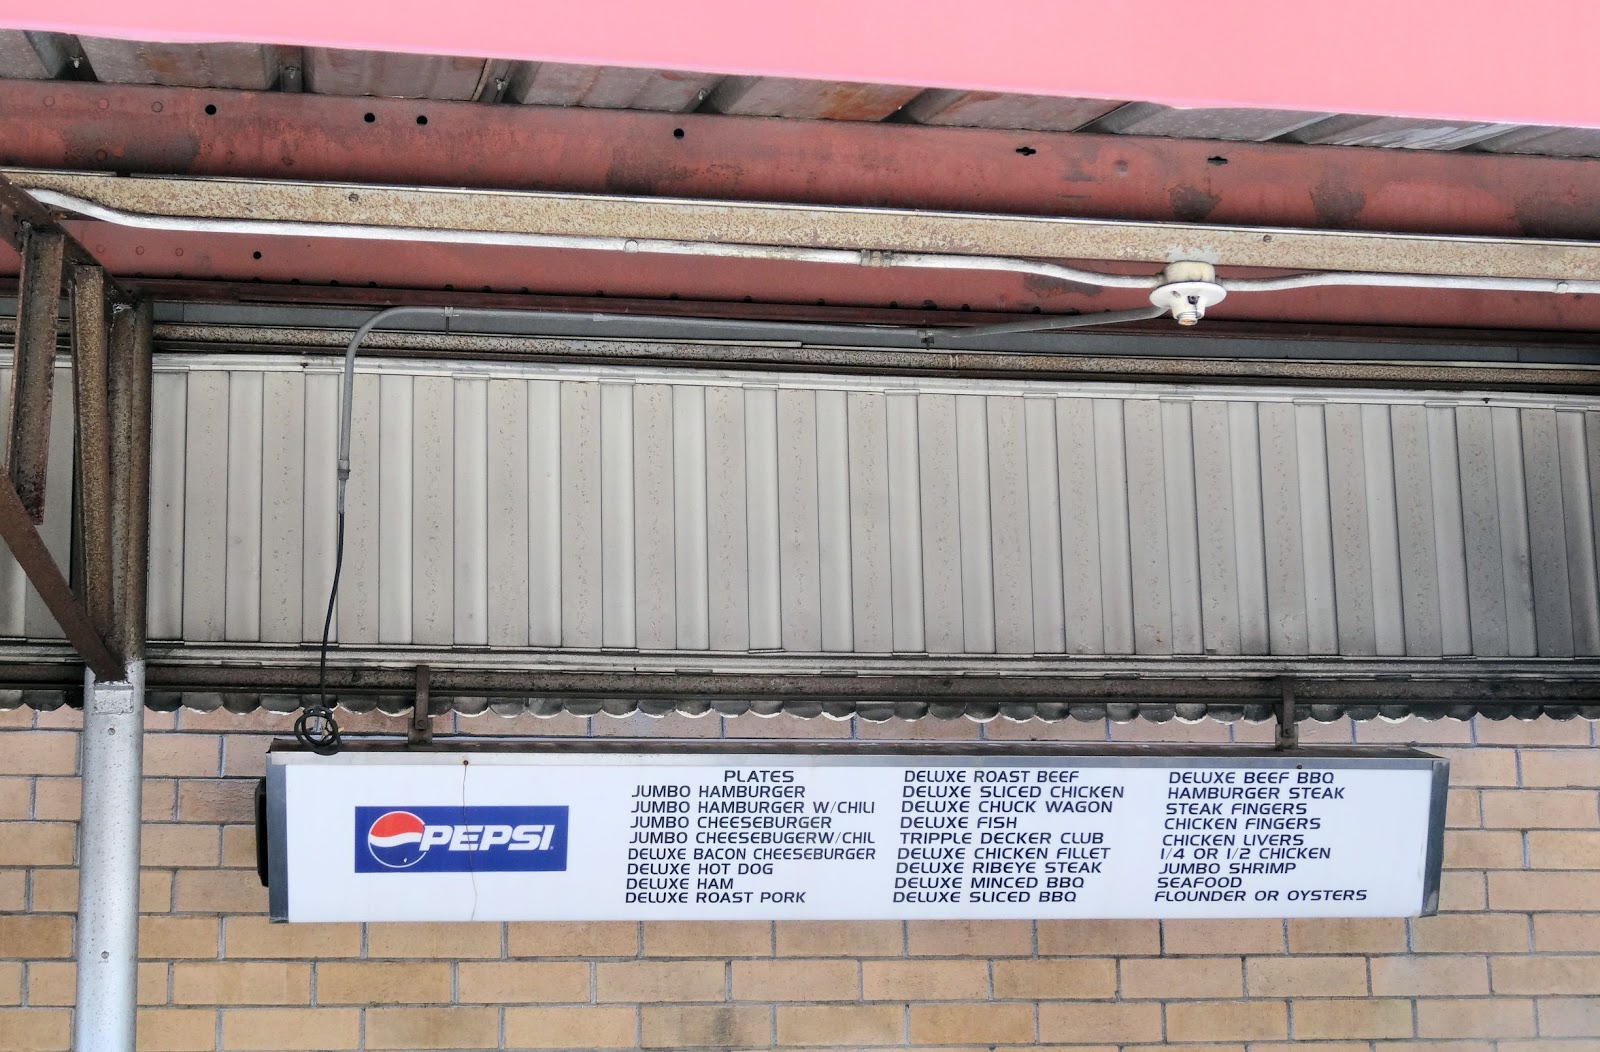 PEPSI
PLATES
JUMBO HAMBURGER
JUMBO HAMBURGER W/CHILI
JUMBO CHEESEBURGER
JUMBO CHEESEBUGERW/CHIL
DELUXE BACON CHEESEBURGER
DELUXE HOT DOG
DELUXE HAM
DELUXE ROAST PORK
DELUXE ROAST BEEF
DELUXE SLICED CHICKEN
DELUXE CHUCK WAGON
DELUXE FISH
TRIPPLE DECKER CLUB
DELUXE CHICKEN FILLET
DELUXE RIBEYE STEAK
DELUXE MINCED BBQ
DELUXE SLICED BBQ
DELUXE BEEF BBQ
HAMBURGER STEAK
STEAK FINGERS
CHICKEN FINGERS
CHICKEN LIVERS
1/4 OR 1/2 CHICKEN
JUMBO SHRIMP
SEAFOOD
FLOUNDER OR OYSTERS